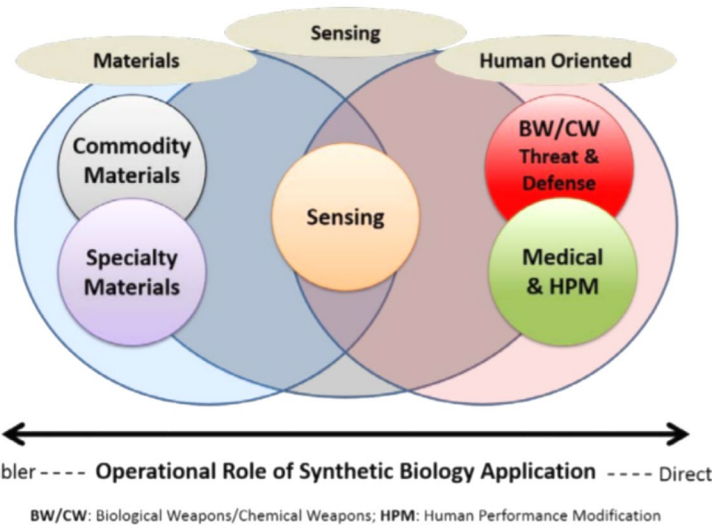 Sensing
Materials
Human Oriented
Commodity
Materials
BW/CW
Threat &
Defense
Sensing
Specialty
Materials
Medical
& HPM
bler ---- Operational Role of Synthetic Biology Application ---- Direct
BW/CW: Biological Weapons/Chemical Weapons; HPM: Human Performance Modification